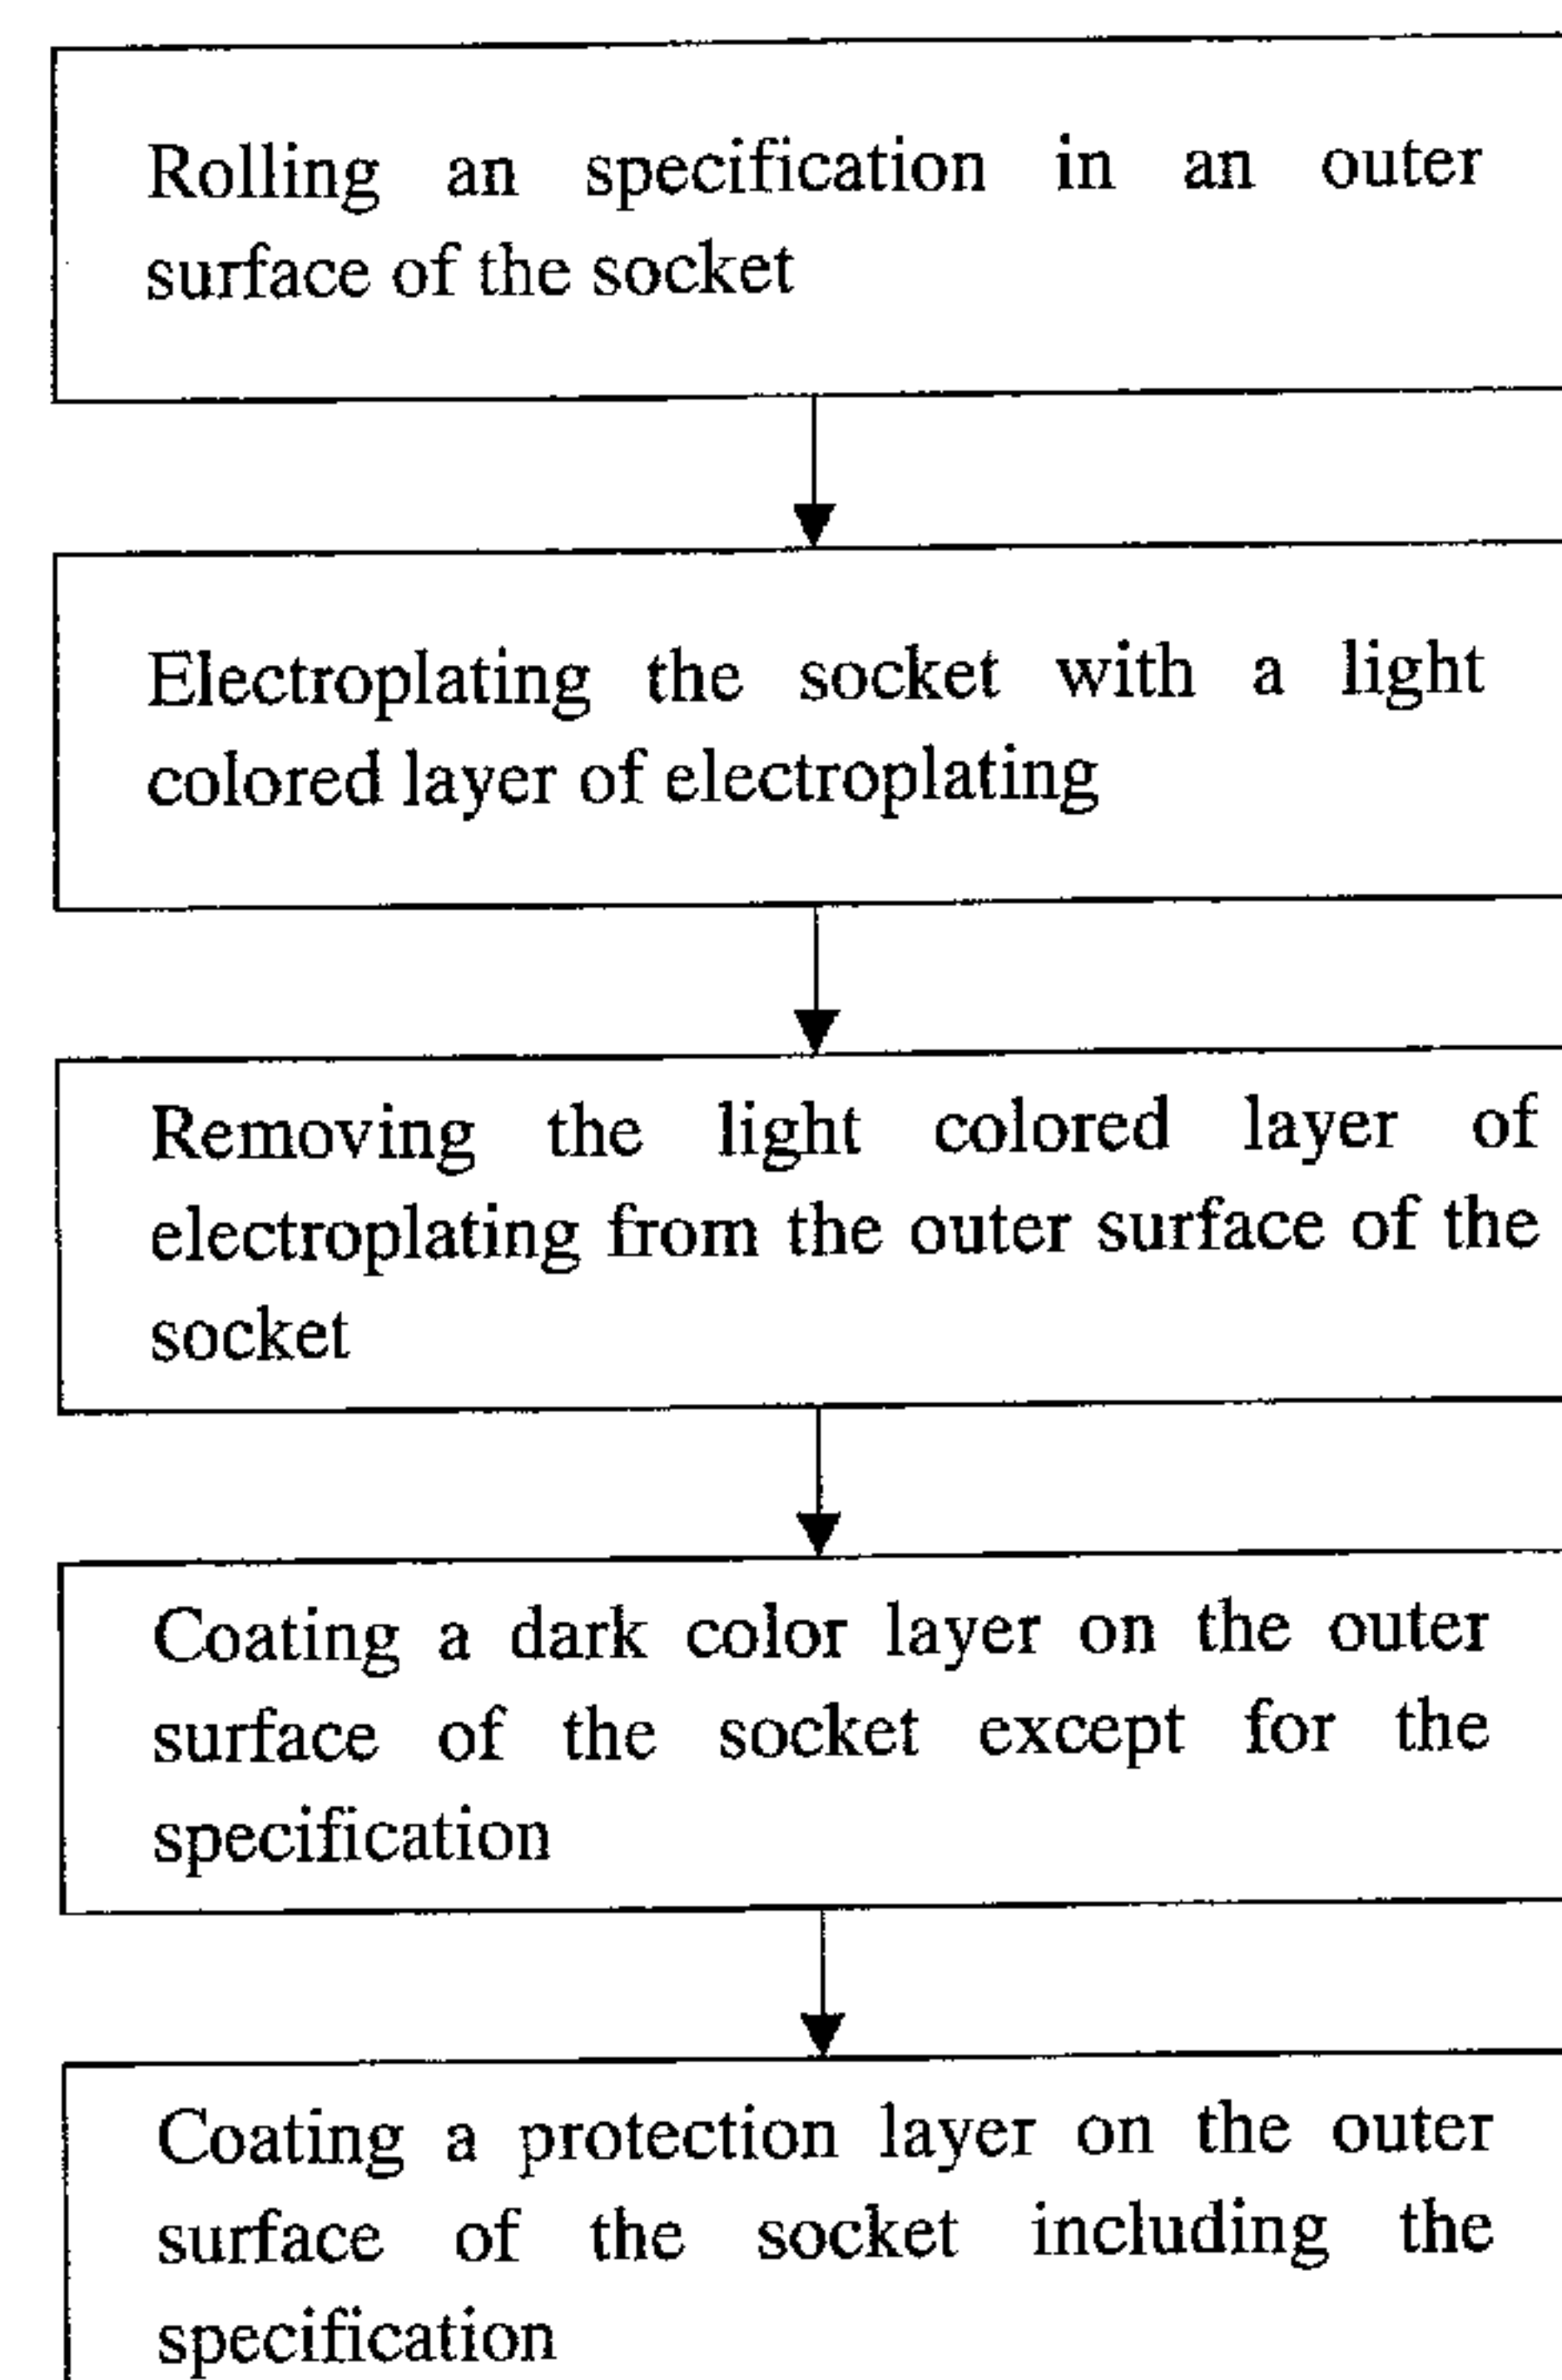 Rolling an specification in an outer
surface of the socket
Electroplating the socket with a light
colored layer of electroplating
Removing the light colored layer of
electroplating from the outer surface of the
socket
Coating a dark color layer on the outer
surface of the socket except for the
specification
Coating a protection layer on the outer
surface of the socket including the
specification